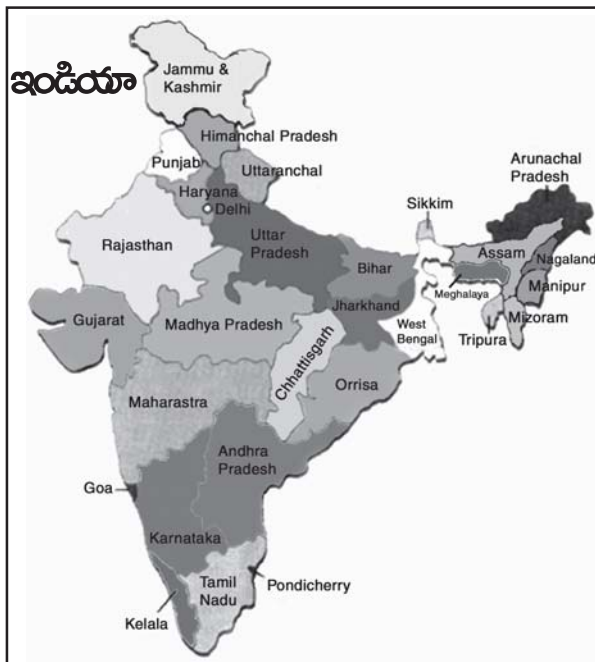 ఇండియా
Jammu &
Kashmir
Himanchal Pradesh
Punjab
Uttaranchal
Arunachal
Pradesh
Haryana
Delhi
Sikkim
Rajasthan
Uttar
Pradesh
Assam
Nagaland
Bihar
Meghalaya
Manipur
Jharkhand
Gujarat
Madhya Pradesh
Mizoram
West
Bengal
Tripura
Chhattisgarh
Orrisa
Maharastra
Andhra
Pradesh
Goa
Karnataka
Tamil
Nadu
Pondicherry
Kelala